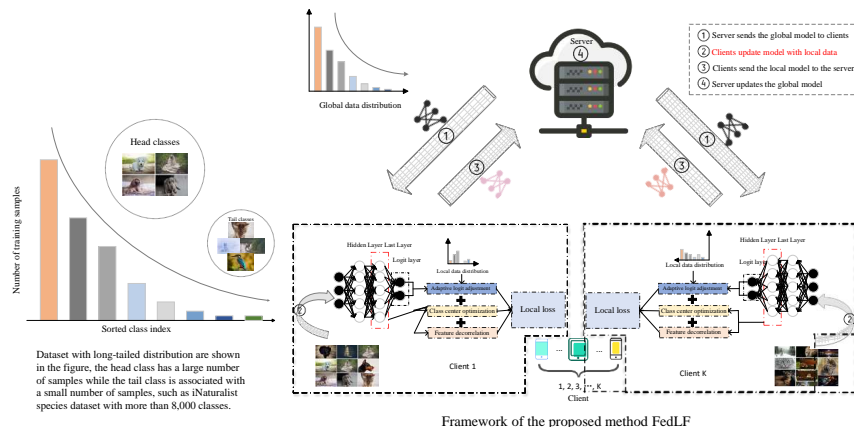 Number of training samples
Head classes
Tail classes
Sorted class index
Dataset with long-tailed distribution are shown
in the figure, the head class has a large number
of samples while the tail class is associated with
a small number of samples, such as iNaturalist
species dataset with more than 8,000 classes.
Global data distribution
Server
④
① Server sends the global model to clients
② Clients update model with local data
③ Clients send the local model to the server
④ Server updates the global model
①
③
③
①
Hidden Layer Last Layer
Logit layer
Local data distribution
Adaptive logit adjustment
+
Class center optimization
+
Feature decorrelation
Local loss
②
Client 1
Hidden Layer Last Layer
Logit layer
Local data distribution
Adaptive logit adjustment
+
Class center optimization
+
Feature decorrelation
Local loss
②
Client K
... ...
1, 2, 3, ..., K
Client
Framework of the proposed method FedLF